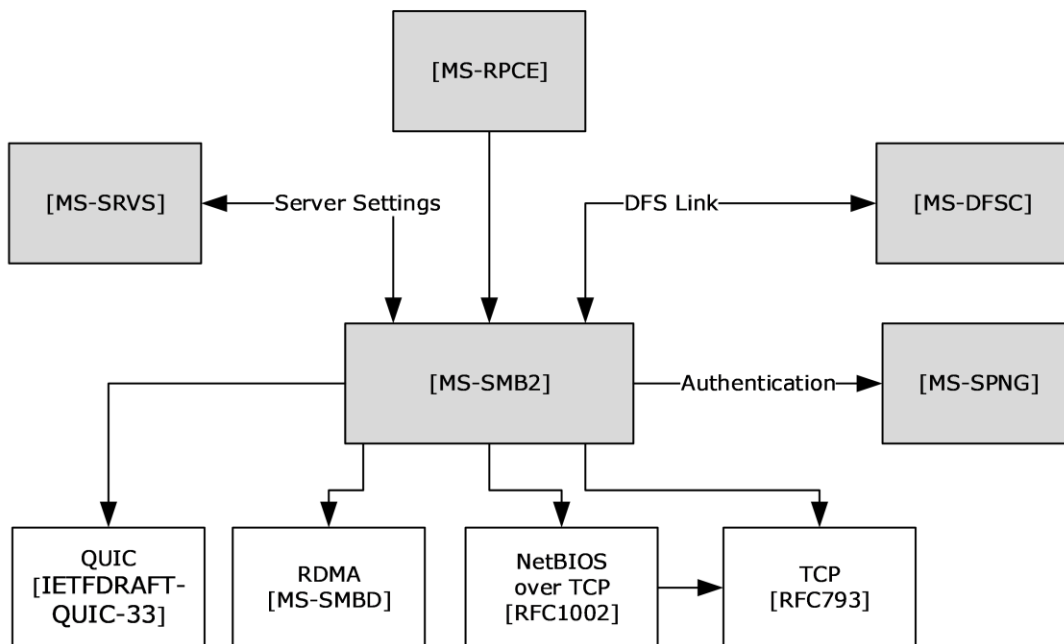 [MS-RPCE]
[MS-SRVS]
Server Settings
DFS Link
[MS-DFSC]
[MS-SMB2]
Authentication
[MS-SPNG]
QUIC
[IETFDRAFT-
QUIC-33]
RDMA
[MS-SMBD]
NetBIOS
over TCP
[RFC1002]
TCP
[RFC793]